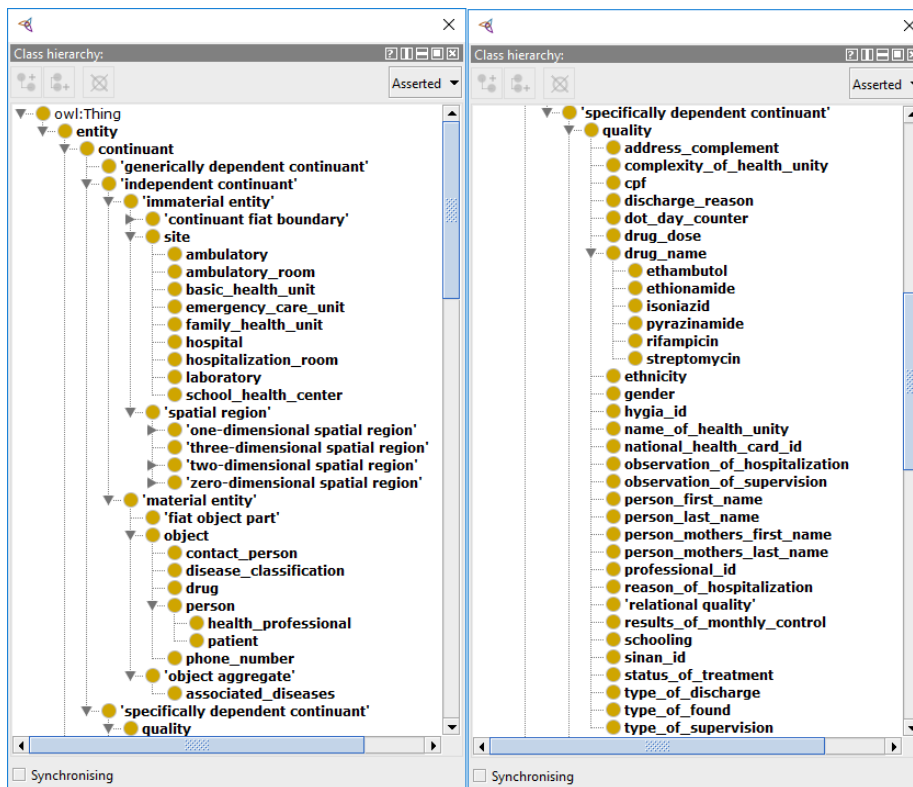 Class hierarchy:
Asserted
owl:Thing
entity
continuant
'generically dependent continuant'
'independent continuant'
'immaterial entity'
'continuant fiat boundary'
site
ambulatory
ambulatory_room
basic_health_unit
emergency_care_unit
family_health_unit
hospital
hospitalization_room
laboratory
school_health_center
'spatial region'
'one-dimensional spatial region'
'three-dimensional spatial region'
'two-dimensional spatial region'
'zero-dimensional spatial region'
'material entity'
'fiat object part'
object
contact_person
disease_classification
drug
person
health_professional
patient
phone_number
'object aggregate'
associated_diseases
'specifically dependent continuant'
quality
Synchronising
Class hierarchy:
Asserted
'specifically dependent continuant'
quality
address_complement
complexity_of_health_unity
cpf
discharge_reason
dot_day_counter
drug_dose
drug_name
ethambutol
ethionamide
isoniazid
pyrazinamide
rifampicin
streptomycin
ethnicity
gender
hygia_id
name_of_health_unity
national_health_card_id
observation_of_hospitalization
observation_of_supervision
person_first_name
person_last_name
person_mothers_first_name
person_mothers_last_name
professional_id
reason_of_hospitalization
'relational quality'
results_of_monthly_control
schooling
sinan_id
status_of_treatment
type_of_discharge
type_of_found
type_of_supervision
Synchronising